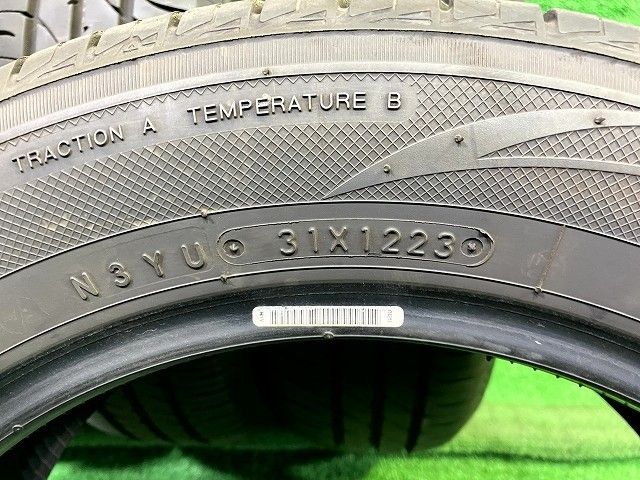 TRACTION A TEMPERATURE B
N3YU 31X1223